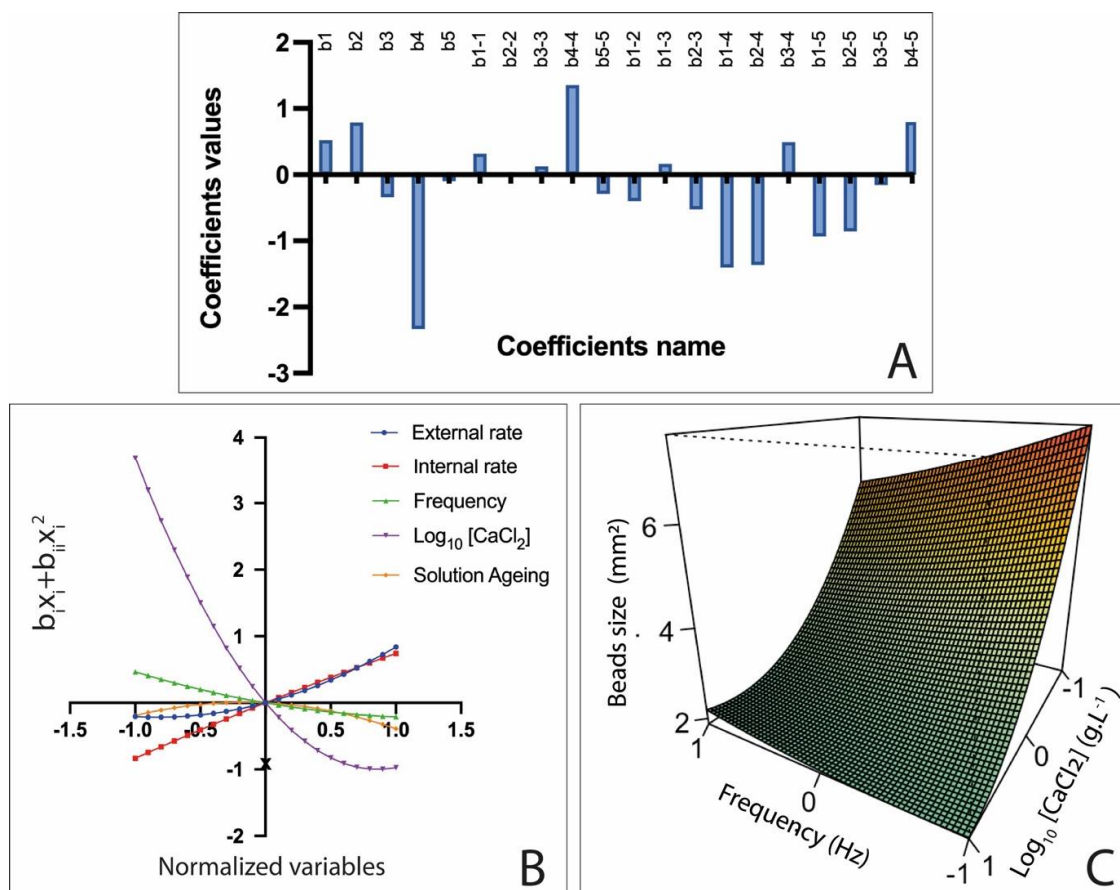 b1 b2 b3 b4 b5 b1-1 b2-2 b3-3 b4-4 b5-5 b1-2 b1-3 b2-3 b1-4 b2-4 b3-4 b1-5 b2-5 b3-5 b4-5
2
1
0
-1
-2
-3
Coefficients values
Coefficients name
A
4
3
2
1
-1
-2
-1.5 -1.0 -0.5 0.5 1.0 1.5
bixi+biixi2
x
External rate
Internal rate
Frequency
Log10 [CaCl2]
Solution Ageing
Normalized variables
B
6
4
2
Beads size (mm²)
1
0
-1
Frequency (Hz)
-1
0
1
Log10 [CaCl2] (g.L-1)
C